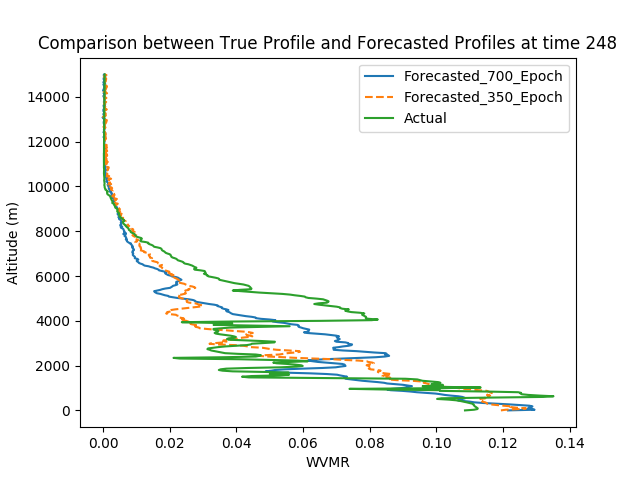 Comparison between True Profile and Forecasted Profiles at time 248
Forecasted_700_Epoch
Forecasted_350_Epoch
Actual
Altitude (m)
14000
12000
10000
8000
6000
4000
2000
0
0.00 0.02 0.04 0.06 0.08 0.10 0.12 0.14
WVMR